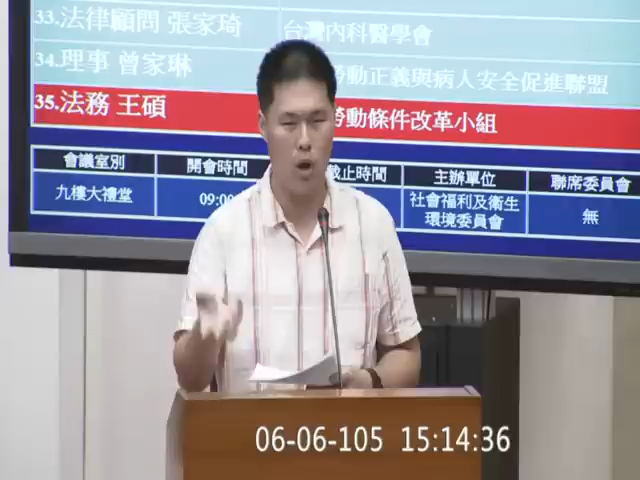 33.法律顧問 張家琦 台灣內科醫學會
34.理事 曾家琳 勞動正義與病人安全促進聯盟
35.法務 王碩 勞動條件改革小組
會議室別 開會時間 截止時間 主辦單位 聯席委員會
九樓大禮堂 09:00 社會福利及衛生環境委員會 無
06-06-105 15:14:36